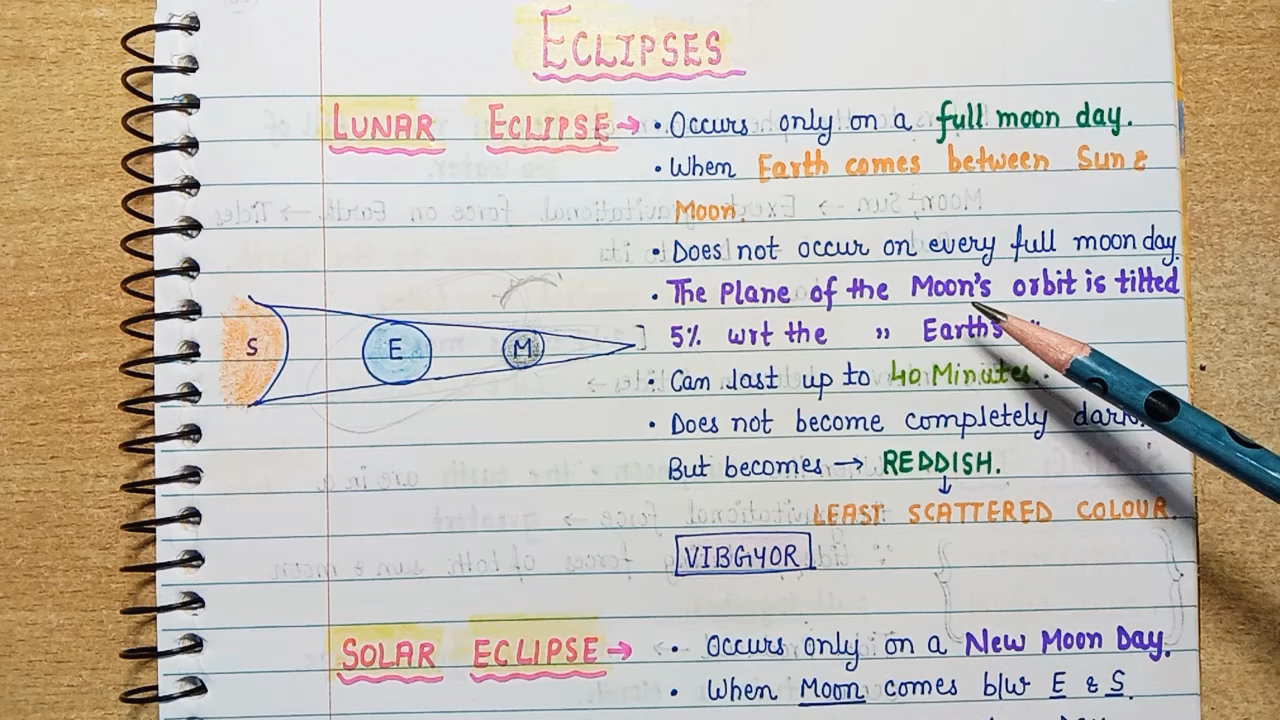 ECLIPSES
LUNAR ECLIPSE → • Occurs only on a full moon day.
• When Earth comes between Sun &
Moon.
• Does not occur on every full moon day.
• The Plane of the Moon's orbit is tilted
5% wrt the " Earth's "
• Can last up to 40 Minutes.
• Does not become completely dark.
But becomes → REDDISH.
↓
LEAST SCATTERED COLOUR.
VIBGYOR
S E M
SOLAR ECLIPSE → • Occurs only on a New Moon Day.
• When Moon comes b/w E & S.